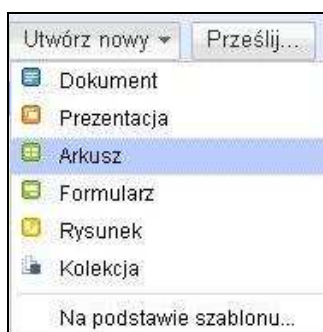 Utwórz nowy Prześlij...
Dokument
Prezentacja
Arkusz
Formularz
Rysunek
Kolekcja
Na podstawie szablonu...